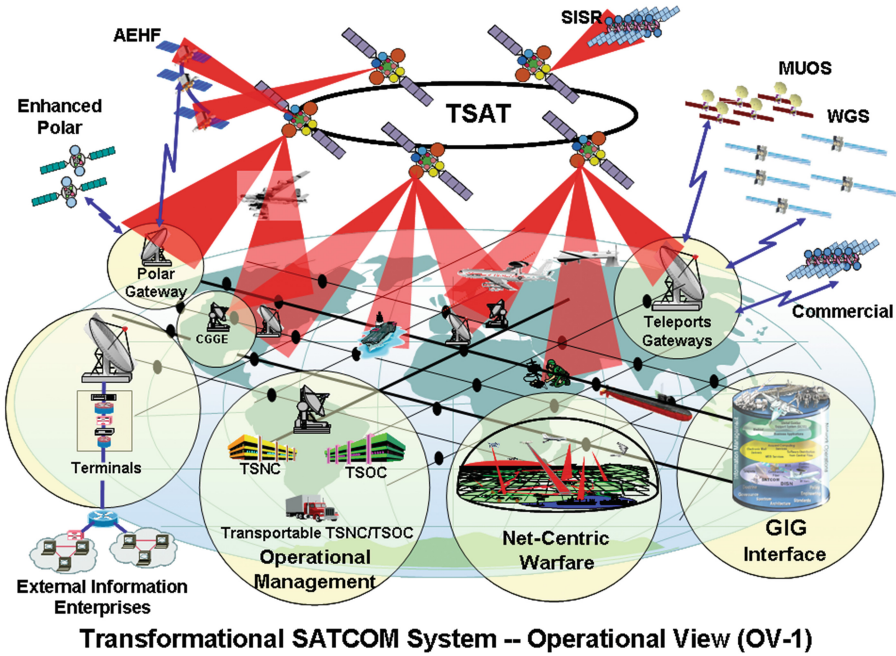 AEHF
SISR
TSAT
MUOS
WGS
Enhanced
Polar
Polar
Gateway
CGGE
Teleports
Gateways
Commercial
Terminals
TSNC
TSOC
Transportable TSNC/TSOC
Operational
Management
Net-Centric
Warfare
GIG
Interface
External Information
Enterprises
Transformational SATCOM System -- Operational View (OV-1)